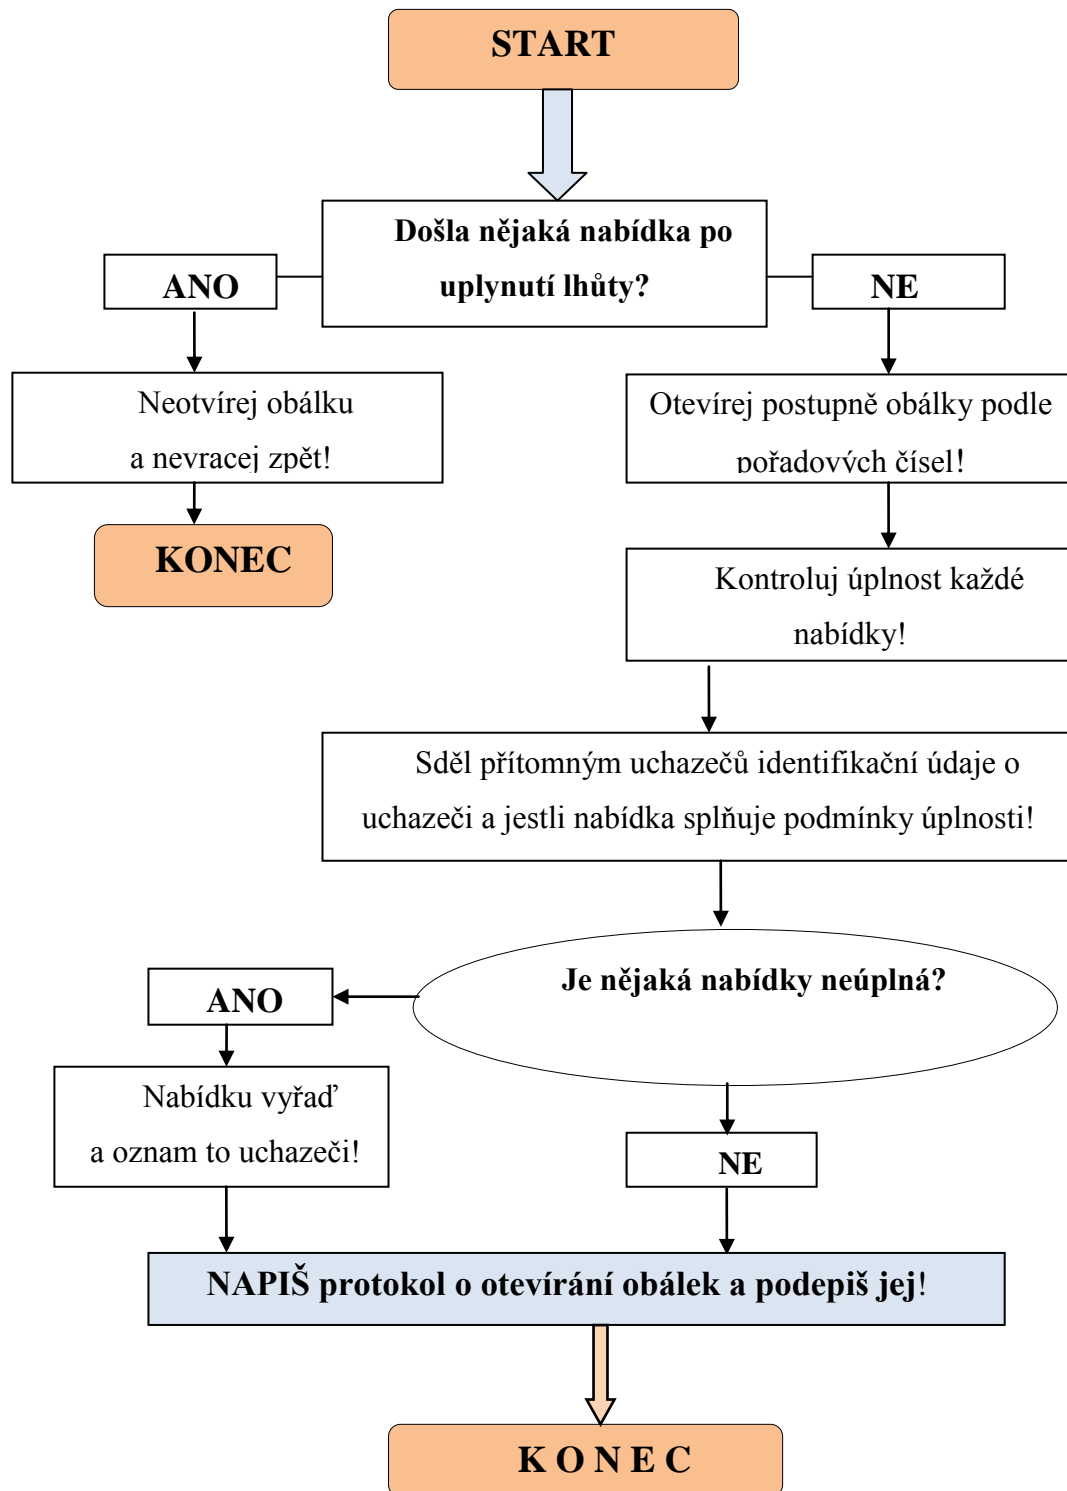 START
Došla nějaká nabídka po
uplynutí lhůty?
ANO
NE
Neotvírej obálku
a nevracej zpět!
Otevírej postupně obálky podle
pořadových čísel!
KONEC
Kontroluj úplnost každé
nabídky!
Sděl přítomným uchazečů identifikační údaje o
uchazeči a jestli nabídka splňuje podmínky úplnosti!
Je nějaká nabídky neúplná?
ANO
Nabídku vyřaď
a oznam to uchazeči!
NE
NAPIŠ protokol o otevírání obálek a podepiš jej!
K O N E C